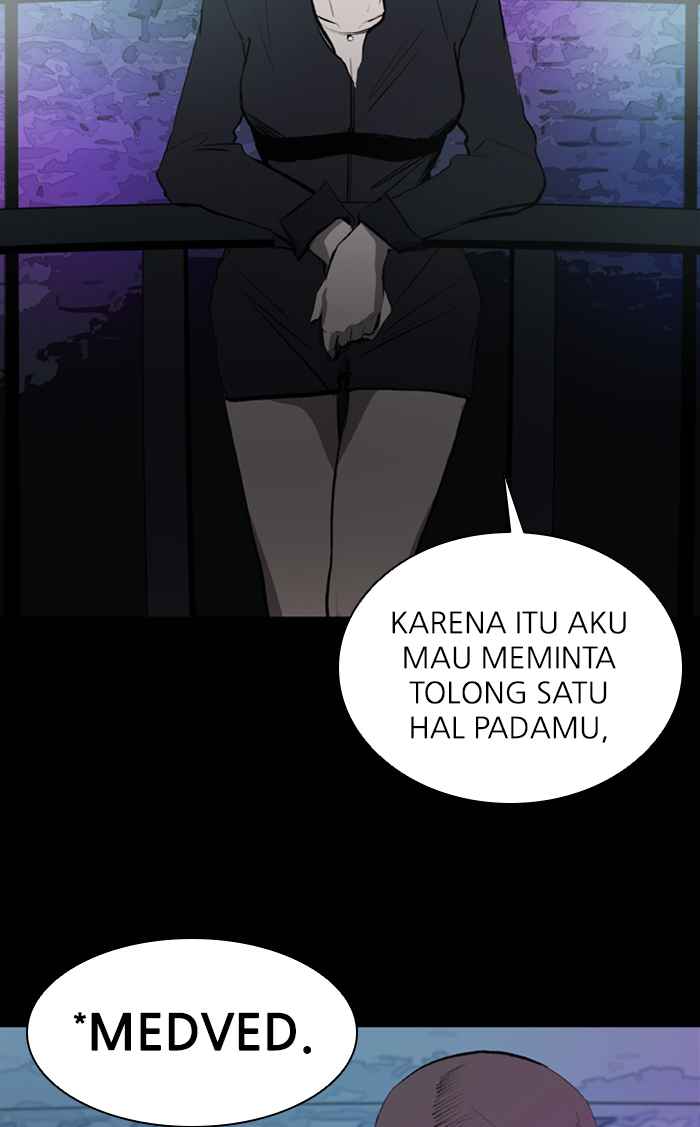 KARENA ITU AKU
MAU MEMINTA
TOLONG SATU
HAL PADAMU,
*MEDVED.